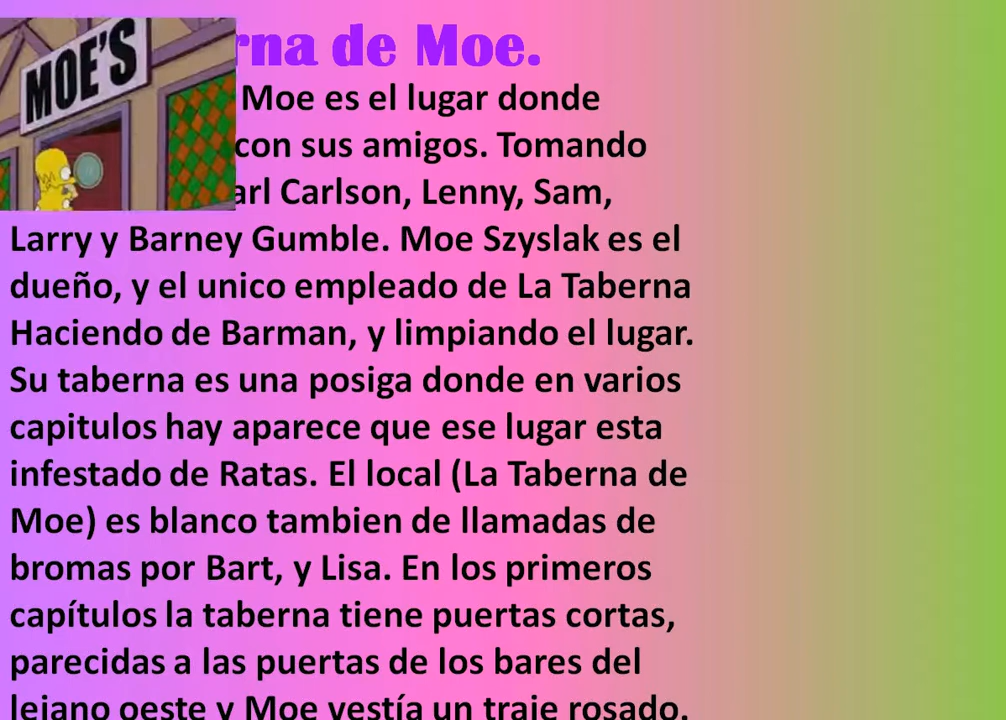 MOE'S
rna de Moe.
Moe es el lugar donde
con sus amigos. Tomando
arl Carlson, Lenny, Sam,
Larry y Barney Gumble. Moe Szyslak es el
dueño, y el unico empleado de La Taberna
Haciendo de Barman, y limpiando el lugar.
Su taberna es una posiga donde en varios
capitulos hay aparece que ese lugar esta
infestado de Ratas. El local (La Taberna de
Moe) es blanco tambien de llamadas de
bromas por Bart, y Lisa. En los primeros
capítulos la taberna tiene puertas cortas,
parecidas a las puertas de los bares del
lejano oeste y Moe vestía un traje rosado.